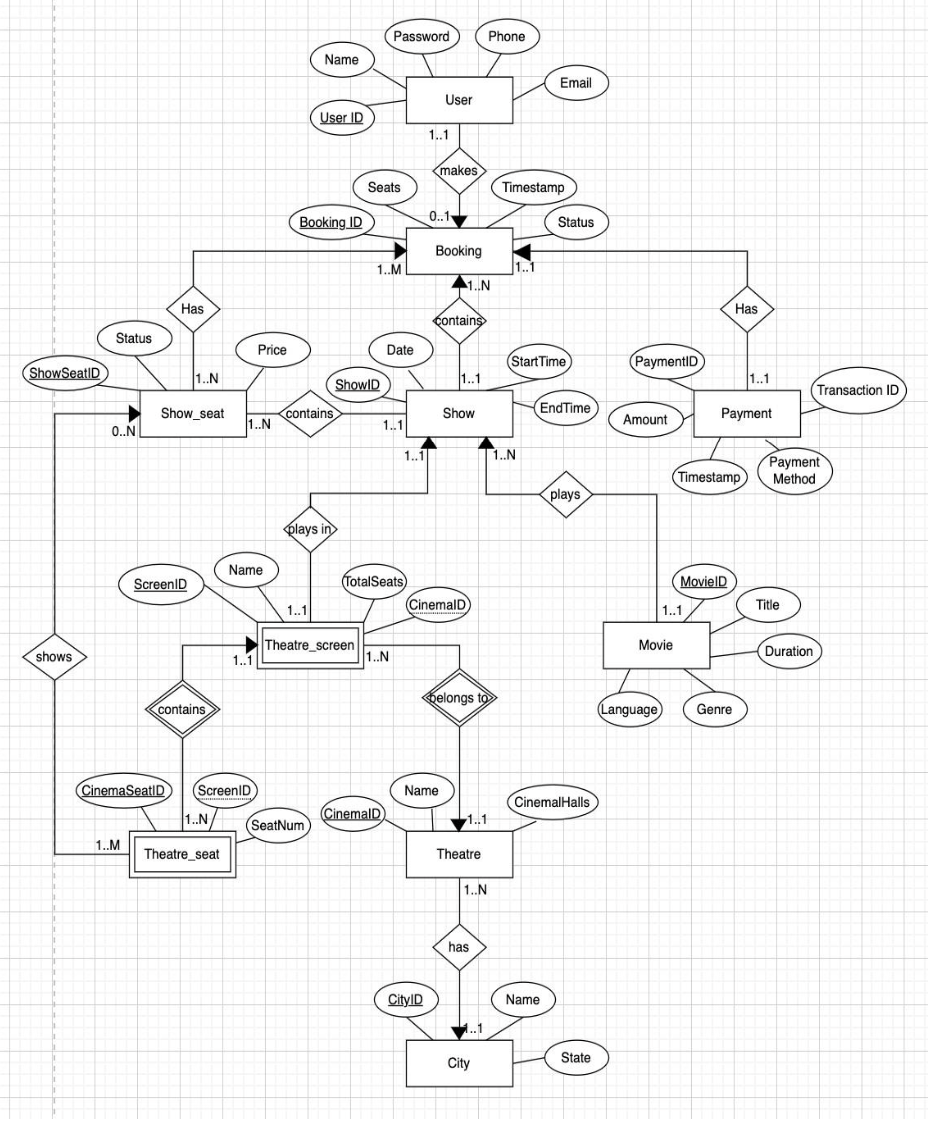 Password
Phone
Name
Email
User
User ID
1..1
makes
Seats
Timestamp
0..1
Booking ID
Status
Booking
1..M
1..1
1..N
Has
contains
Has
Status
Price
Date
StartTime
PaymentID
ShowSeatID
ShowID
1..N
1..1
1..1
Transaction ID
EndTime
Show_seat
contains
Show
Amount
Payment
0..N
1..N
1..1
1..1
1..N
Timestamp
Payment
Method
plays
plays in
Name
ScreenID
TotalSeats
MovieID
CinemaID
Title
1..1
1..1
Theatre_screen
Movie
Duration
shows
1..1
1..N
contains
belongs to
Language
Genre
CinemaSeatID
ScreenID
Name
CinemalHalls
CinemaID
1..N
SeatNum
1..1
1..M
Theatre_seat
Theatre
1..N
has
CityID
Name
1..1
City
State